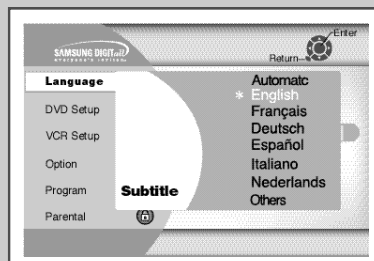 Enter
SAMSUNG DIGIT
Return
Language
DVD Setup
VCR Setup
Option
Program
Parental
Subtitle
Automatc
* English
Français
Deutsch
Español
Italiano
Nederlands
Others